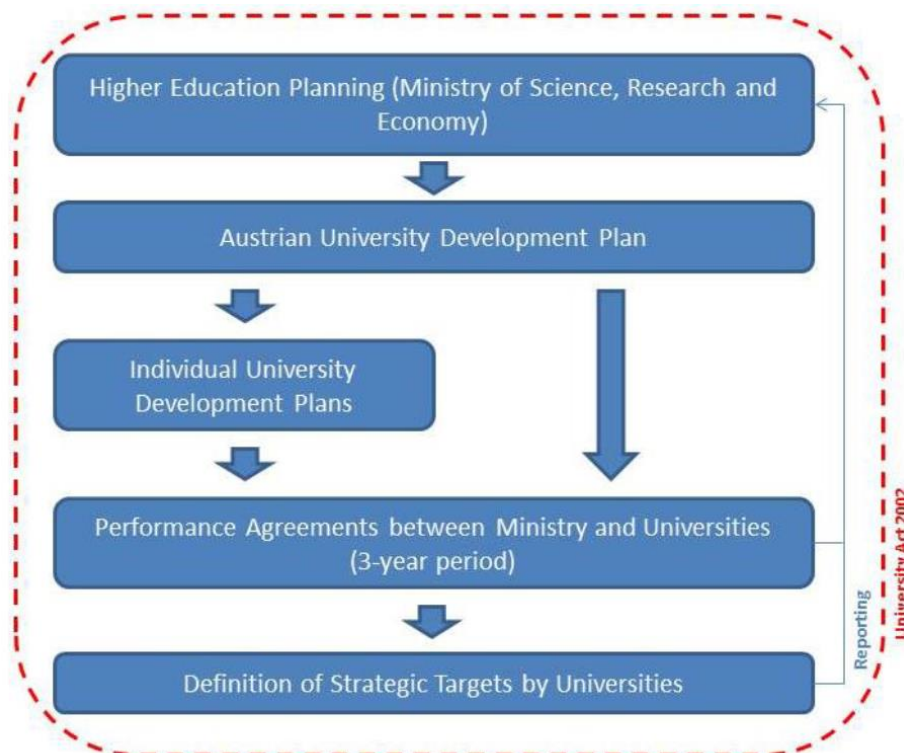 Higher Education Planning (Ministry of Science, Research and
Economy)
Austrian University Development Plan
Individual University
Development Plans
Performance Agreements between Ministry and Universities
(3-year period)
Definition of Strategic Targets by Universities
Reporting
University Act 2002